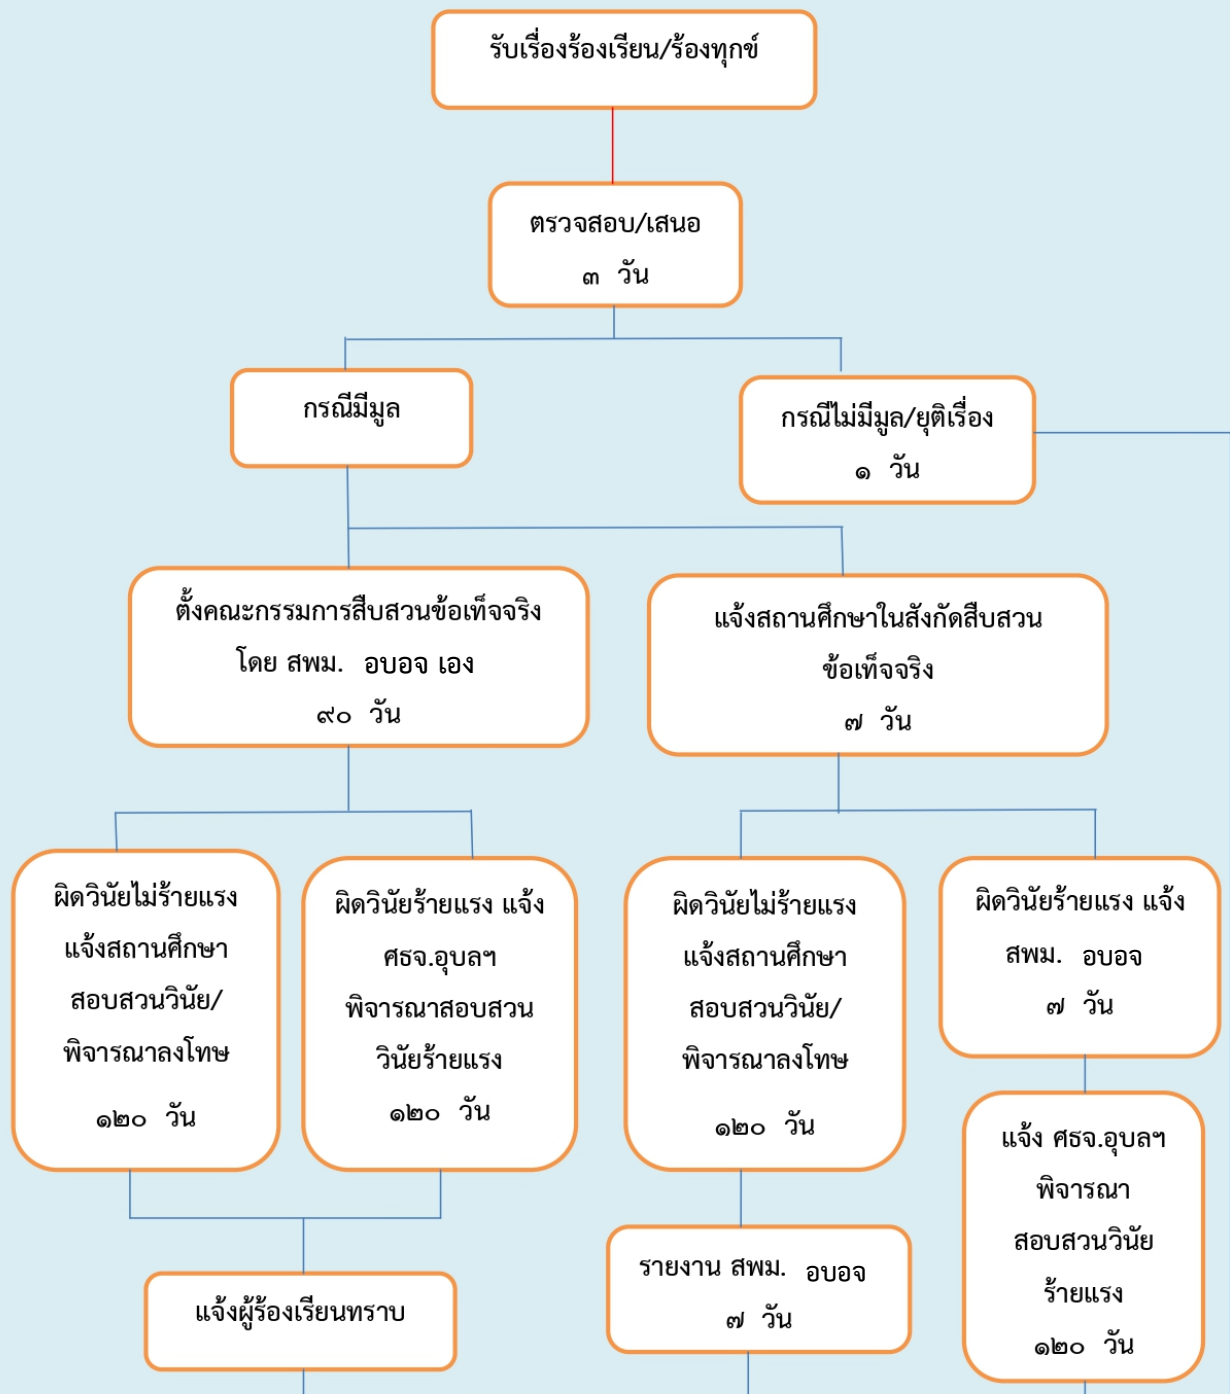 รับเรื่องร้องเรียน/ร้องทุกข์
ตรวจสอบ/เสนอ
๓ วัน
กรณีมีมูล
กรณีไม่มีมูล/ยุติเรื่อง
๑ วัน
ตั้งคณะกรรมการสืบสวนข้อเท็จจริง
โดย สพม. อบอจ เอง
๙๐ วัน
แจ้งสถานศึกษาในสังกัดสืบสวน
ข้อเท็จจริง
๗ วัน
ผิดวินัยไม่ร้ายแรง
แจ้งสถานศึกษา
สอบสวนวินัย/
พิจารณาลงโทษ
๑๒๐ วัน
ผิดวินัยร้ายแรง แจ้ง
ศธจ.อุบลฯ
พิจารณาสอบสวน
วินัยร้ายแรง
๑๒๐ วัน
ผิดวินัยไม่ร้ายแรง
แจ้งสถานศึกษา
สอบสวนวินัย/
พิจารณาลงโทษ
๑๒๐ วัน
ผิดวินัยร้ายแรง แจ้ง
สพม. อบอจ
๗ วัน
แจ้งผู้ร้องเรียนทราบ
รายงาน สพม. อบอจ
๗ วัน
แจ้ง ศธจ.อุบลฯ
พิจารณา
สอบสวนวินัย
ร้ายแรง
๑๒๐ วัน